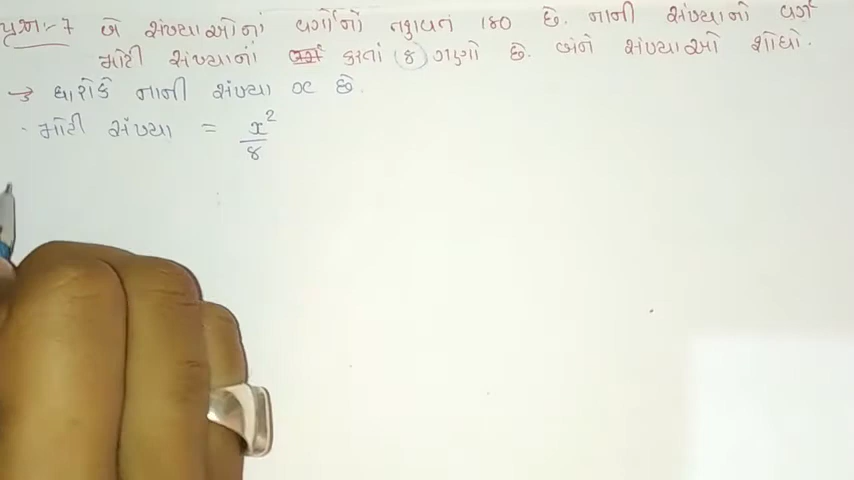 પ્રશ્ન:- 7 બે સંખ્યાઓનાં વર્ગોનો તફાવત 180 છે. નાની સંખ્યાનો વર્ગ
મોટી સંખ્યાનાં કરતાં 8 ગણો છે. બંને સંખ્યાઓ શોધો.
→ ધારોકે નાની સંખ્યા x છે.
મોટી સંખ્યા = x²/8